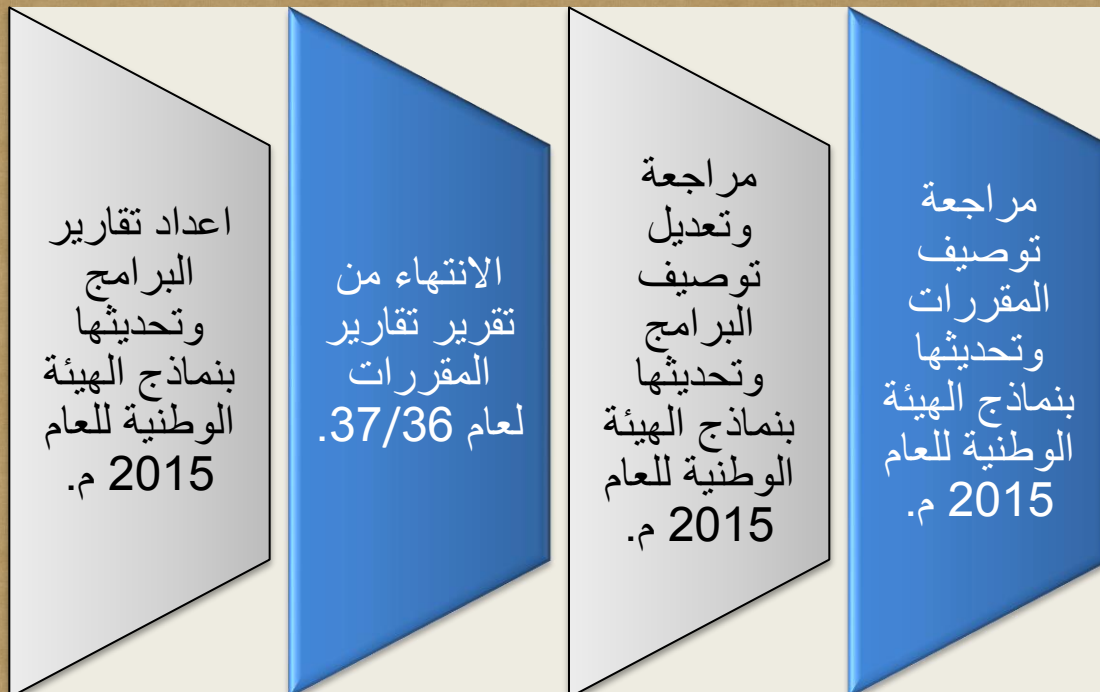 مراجعة
توصيف
المقررات
وتحديثها
بنماذج الهيئة
الوطنية للعام
2015 م.
مراجعة
وتعديل
توصيف
البرامج
وتحديثها
بنماذج الهيئة
الوطنية للعام
2015 م.
الانتهاء من
تقرير تقارير
المقررات
لعام 37/36.
اعداد تقارير
البرامج
وتحديثها
بنماذج الهيئة
الوطنية للعام
2015 م.